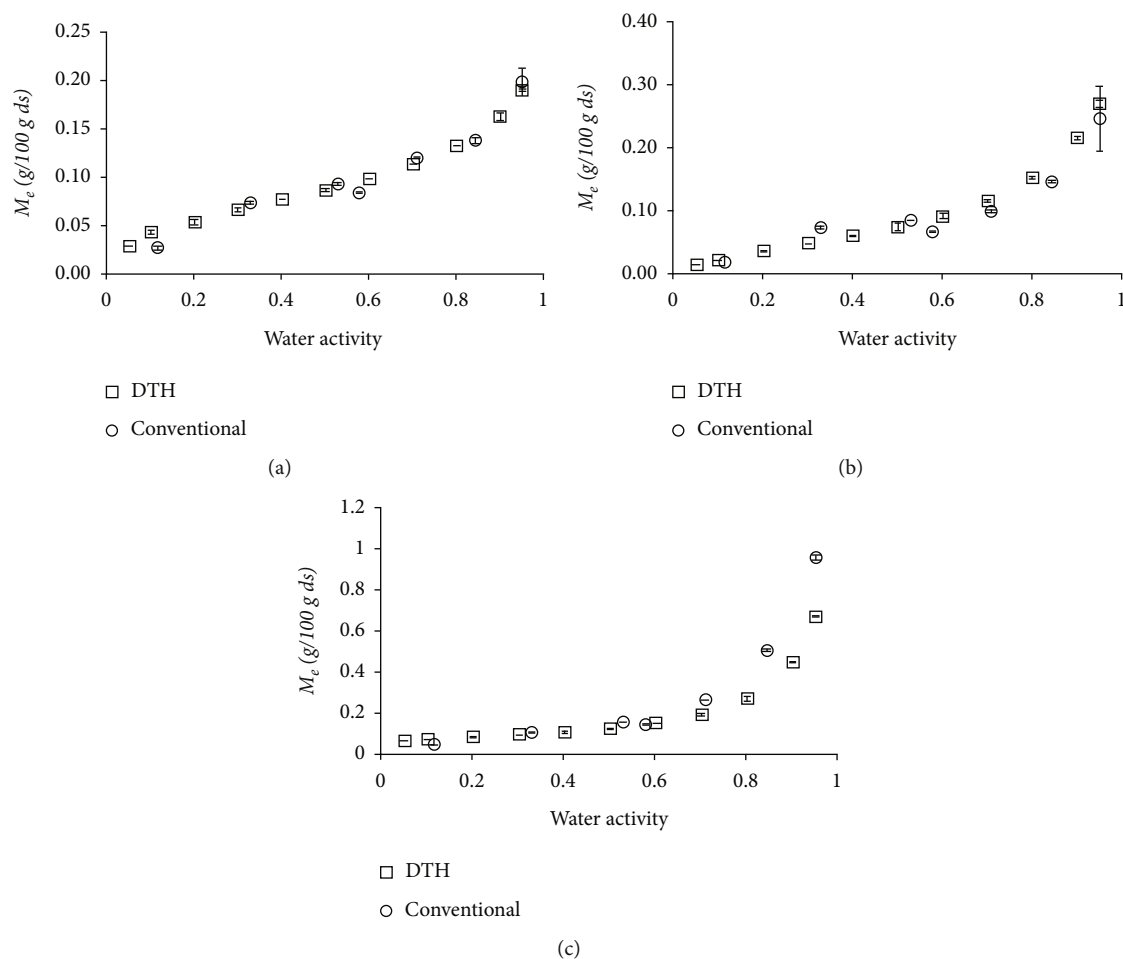 0.25
0.20
0.15
0.10
0.05
0.00
0 0.2 0.4 0.6 0.8 1
M_e (g/100 g ds)
Water activity
DTH
Conventional
(a)
0.40
0.30
0.20
0.10
0.00
0 0.2 0.4 0.6 0.8 1
M_e (g/100 g ds)
Water activity
DTH
Conventional
(b)
1.2
1
0.8
0.6
0.4
0.2
0
0 0.2 0.4 0.6 0.8 1
M_e (g/100 g ds)
Water activity
DTH
Conventional
(c)